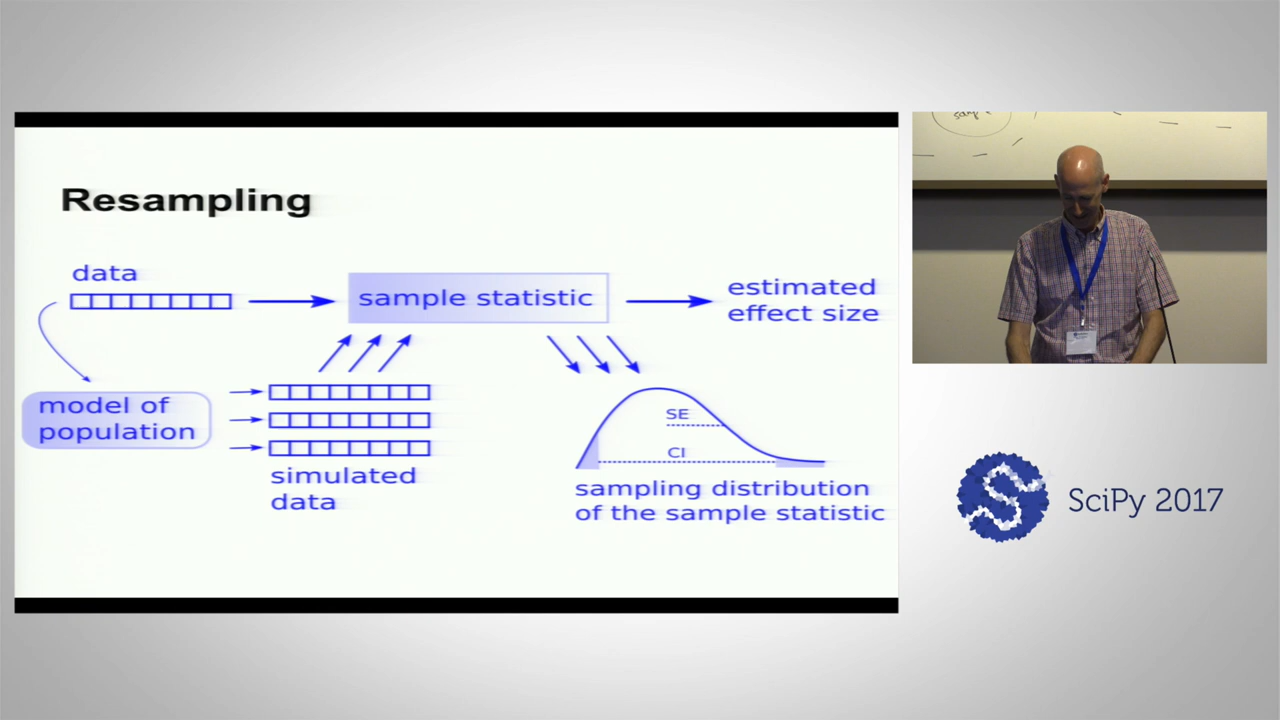 Resampling
data
sample statistic
estimated
effect size
model of
population
simulated
data
SE
CI
sampling distribution
of the sample statistic
SciPy 2017